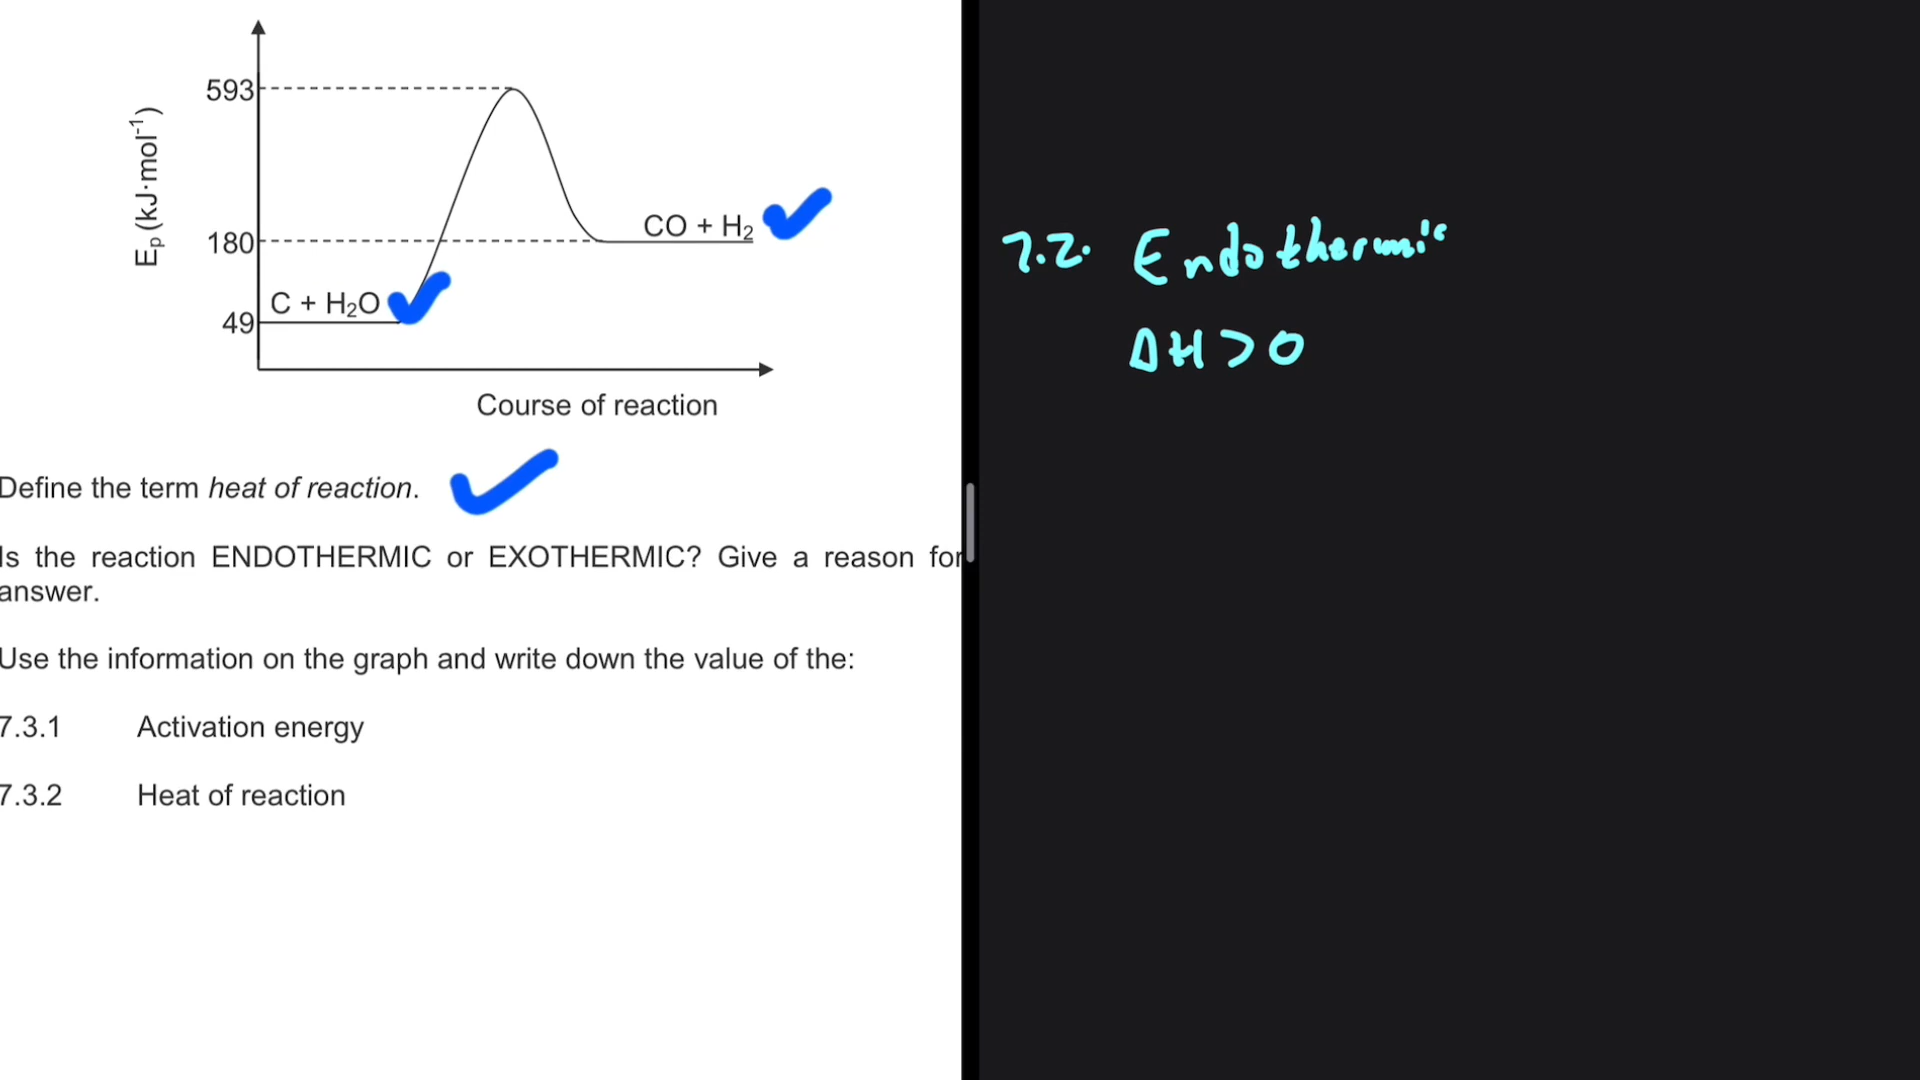 593
E_p (kJ·mol⁻¹)
CO + H₂
180
C + H₂O
49
Course of reaction
Define the term heat of reaction.
Is the reaction ENDOTHERMIC or EXOTHERMIC? Give a reason for
answer.
Use the information on the graph and write down the value of the:
7.3.1 Activation energy
7.3.2 Heat of reaction
7.2. Endothermic
ΔH > 0